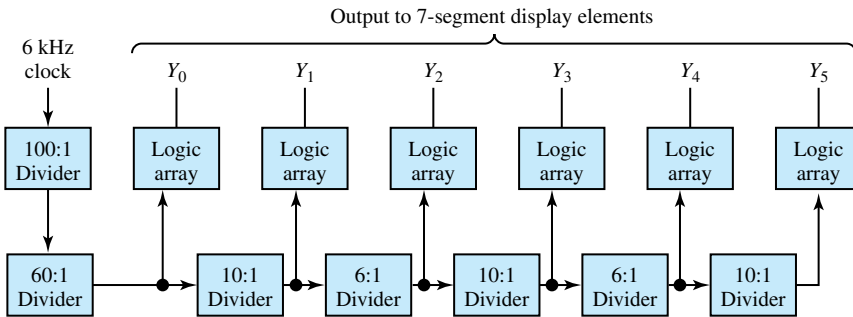 Output to 7-segment display elements
6 kHz
clock
Y0
Y1
Y2
Y3
Y4
Y5
100:1
Divider
Logic
array
Logic
array
Logic
array
Logic
array
Logic
array
Logic
array
60:1
Divider
10:1
Divider
6:1
Divider
10:1
Divider
6:1
Divider
10:1
Divider